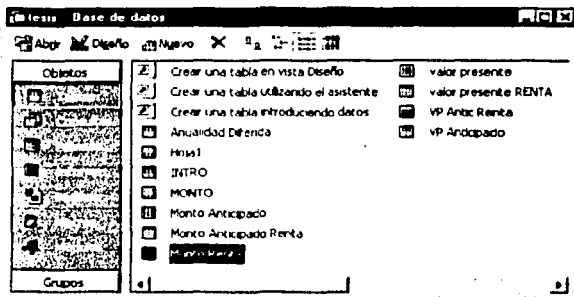 tesis Base de datos
Abrir Diseño Nuevo
Objetos
Grupos
Crear una tabla en vista Diseño
Crear una tabla utilizando el asistente
Crear una tabla introduciendo datos
Anualidad Diferida
Hoja1
INTRO
MONTO
Monto Anticipado
Monto Anticipado Renta
Monto Renta
valor presente
valor presente RENTA
VP Antic Renta
VP Anticipado